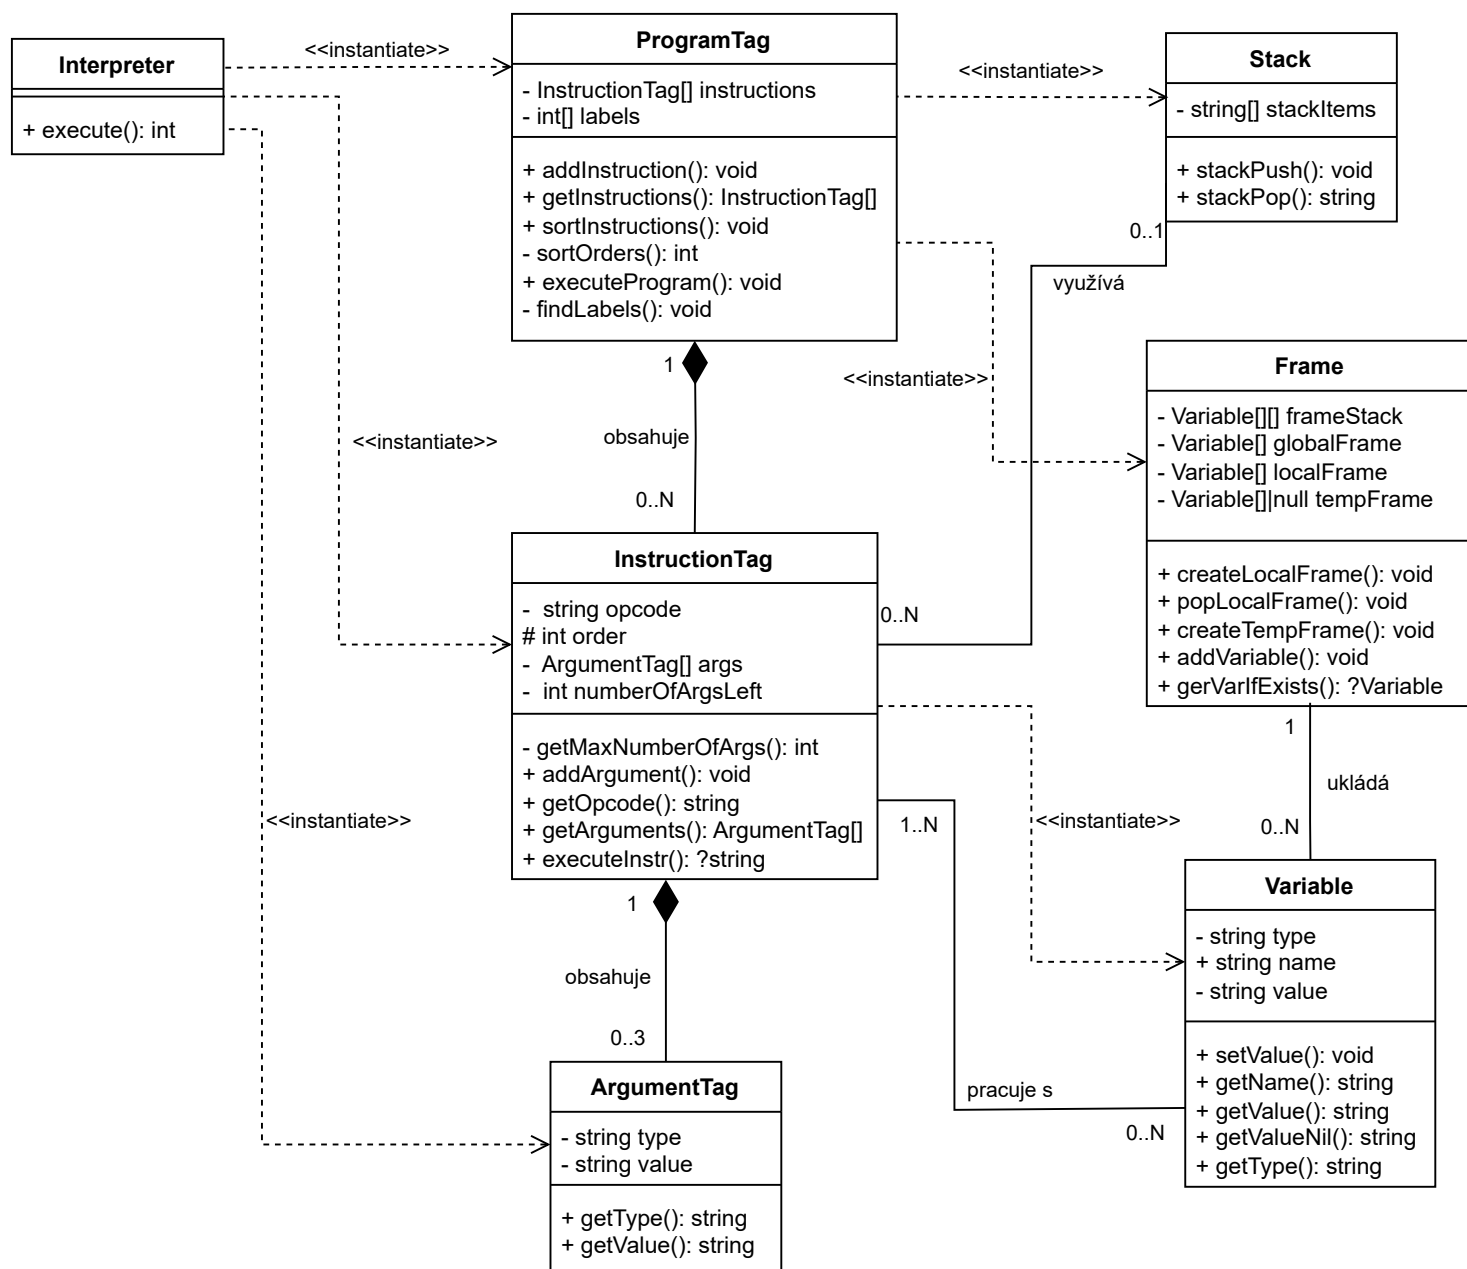 Interpreter
+ execute(): int
<<instantiate>>
ProgramTag
- InstructionTag[] instructions
- int[] labels
+ addInstruction(): void
+ getInstructions(): InstructionTag[]
+ sortInstructions(): void
- sortOrders(): int
+ executeProgram(): void
- findLabels(): void
<<instantiate>>
Stack
- string[] stackItems
+ stackPush(): void
+ stackPop(): string
0..1
využívá
0..N
<<instantiate>>
Frame
- Variable[][] frameStack
- Variable[] globalFrame
- Variable[] localFrame
- Variable[]|null tempFrame
+ createLocalFrame(): void
+ popLocalFrame(): void
+ createTempFrame(): void
+ addVariable(): void
+ gerVarIfExists(): ?Variable
1
obsahuje
0..N
<<instantiate>>
InstructionTag
- string opcode
# int order
- ArgumentTag[] args
- int numberOfArgsLeft
- getMaxNumberOfArgs(): int
+ addArgument(): void
+ getOpcode(): string
+ getArguments(): ArgumentTag[]
+ executeInstr(): ?string
1
ukládá
0..N
<<instantiate>>
<<instantiate>>
1..N
pracuje s
0..N
Variable
- string type
+ string name
- string value
+ setValue(): void
+ getName(): string
+ getValue(): string
+ getValueNil(): string
+ getType(): string
1
obsahuje
0..3
ArgumentTag
- string type
- string value
+ getType(): string
+ getValue(): string